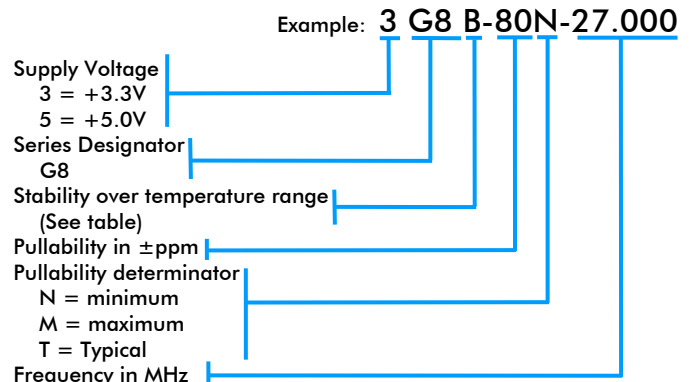 Example: 3 G8 B-80N-27.000
Supply Voltage
3 = +3.3V
5 = +5.0V
Series Designator
G8
Stability over temperature range
(See table)
Pullability in ±ppm
Pullability determinator
N = minimum
M = maximum
T = Typical
Frequency in MHz